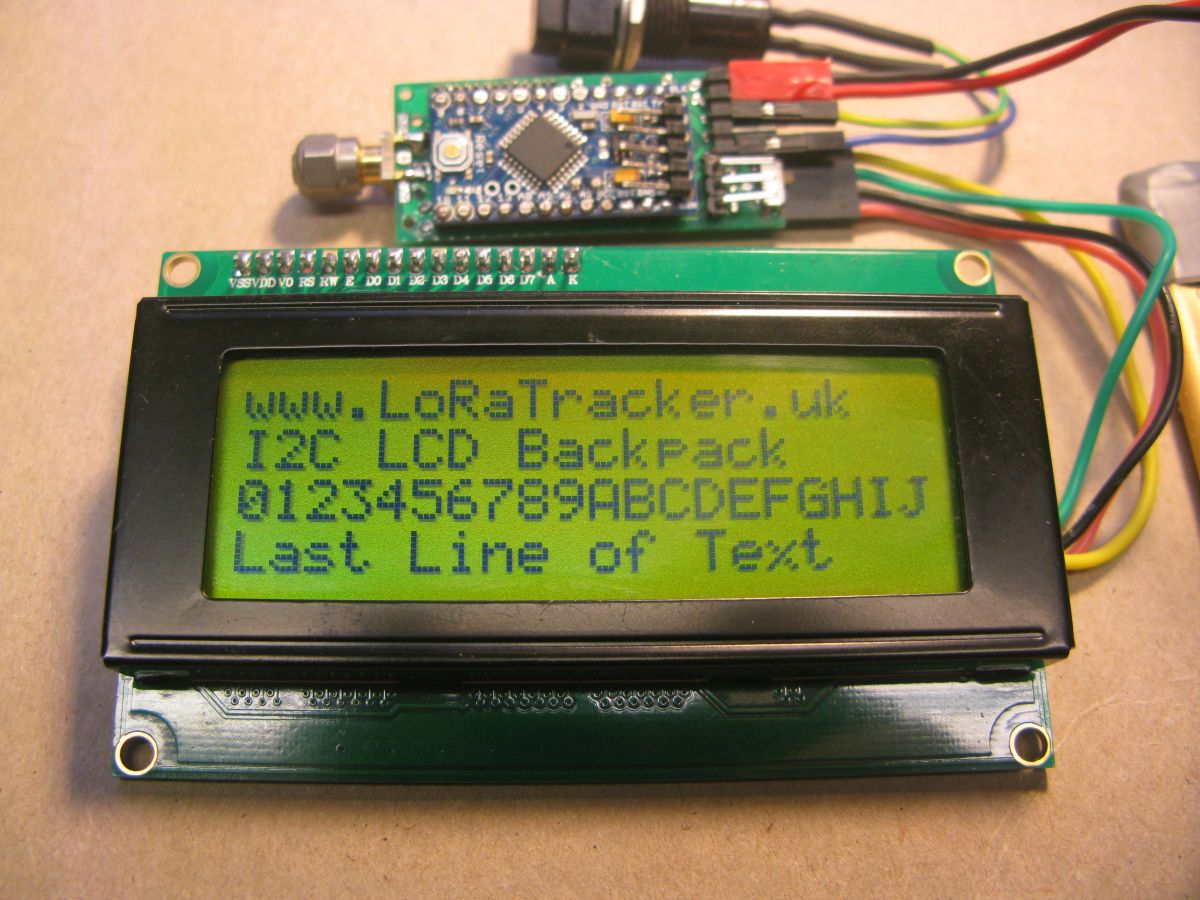 VSS VDD VO RS RW E D0 D1 D2 D3 D4 D5 D6 D7 A K
www.LoRaTracker.uk
I2C LCD Backpack
0123456789ABCDEFGHIJ
Last Line of Text